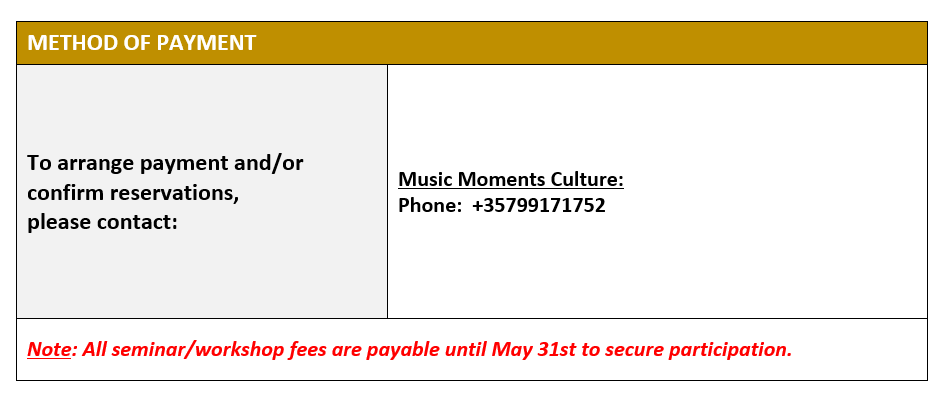 METHOD OF PAYMENT
To arrange payment and/or
confirm reservations,
please contact:
Music Moments Culture:
Phone:  +35799171752
Note: All seminar/workshop fees are payable until May 31st to secure participation.